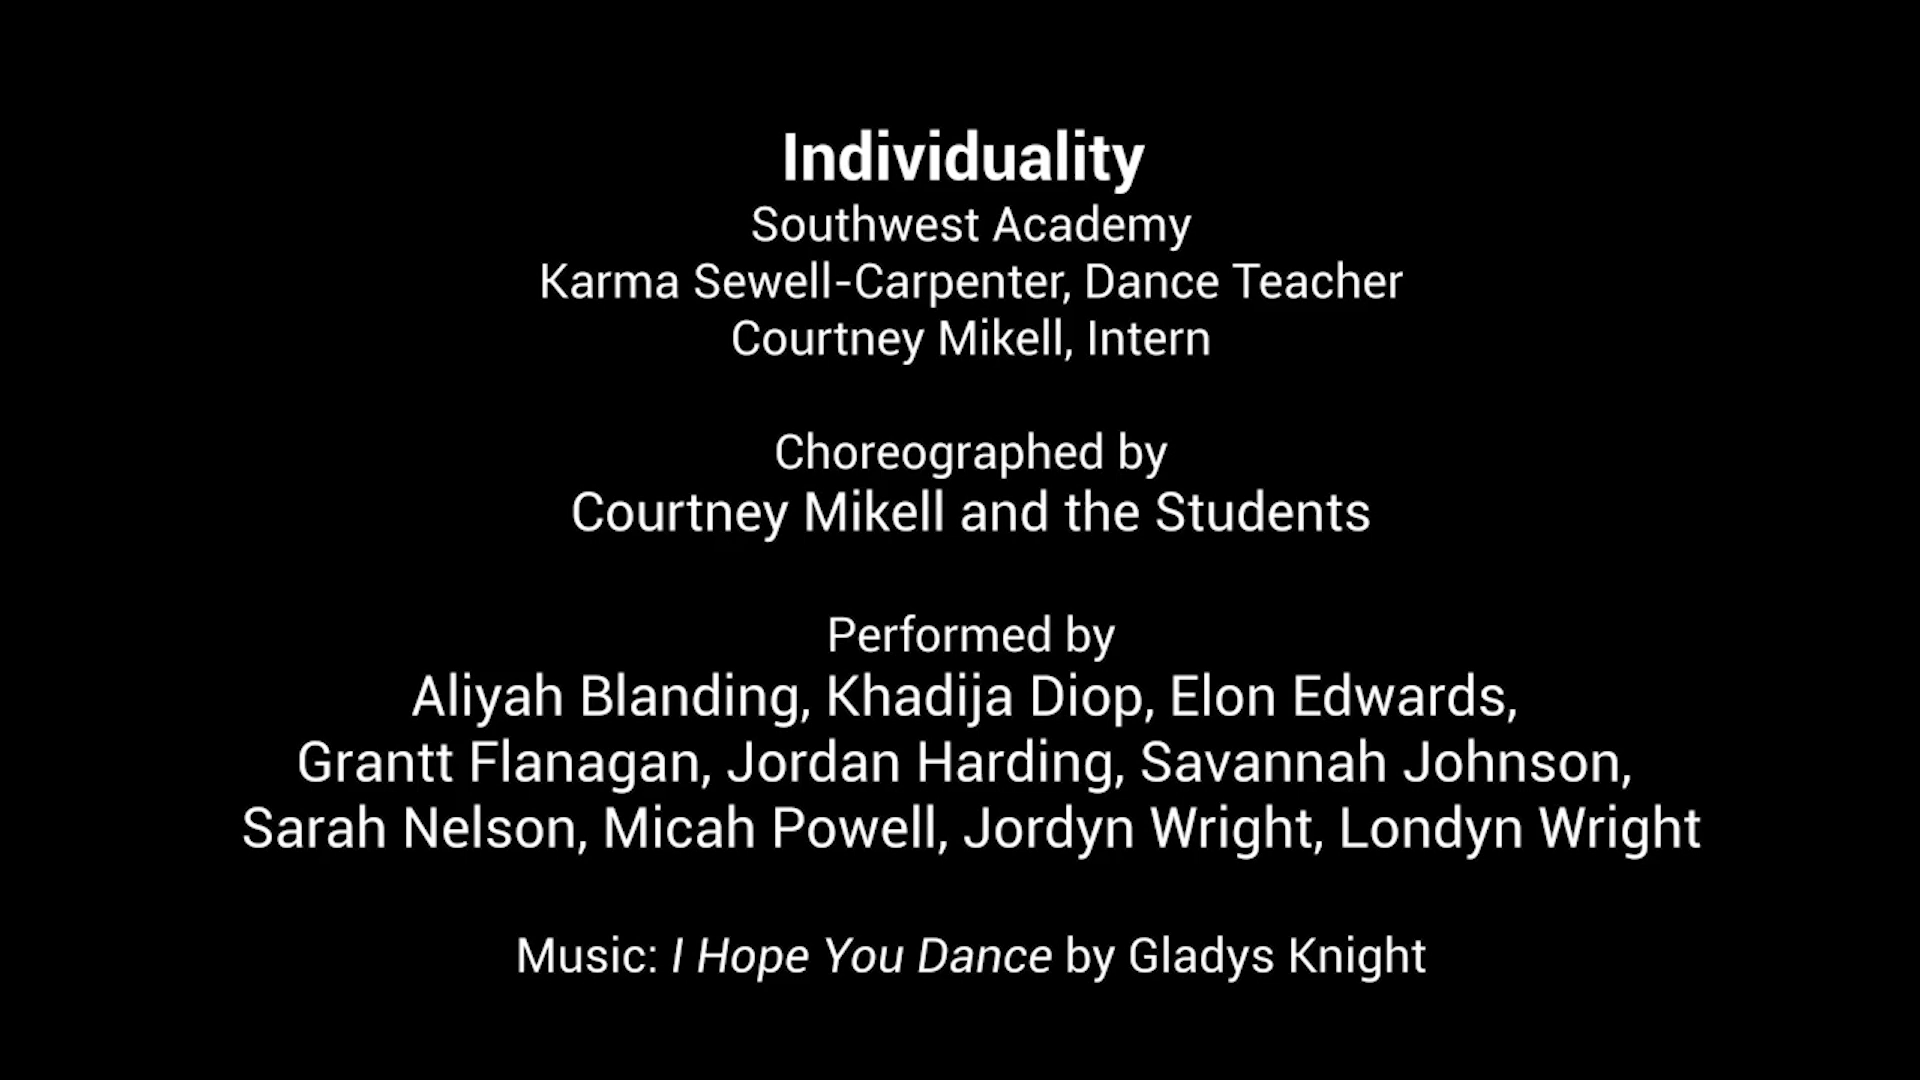 Individuality
Southwest Academy
Karma Sewell-Carpenter, Dance Teacher
Courtney Mikell, Intern
Choreographed by
Courtney Mikell and the Students
Performed by
Aliyah Blanding, Khadija Diop, Elon Edwards,
Grantt Flanagan, Jordan Harding, Savannah Johnson,
Sarah Nelson, Micah Powell, Jordyn Wright, Londyn Wright
Music: I Hope You Dance by Gladys Knight